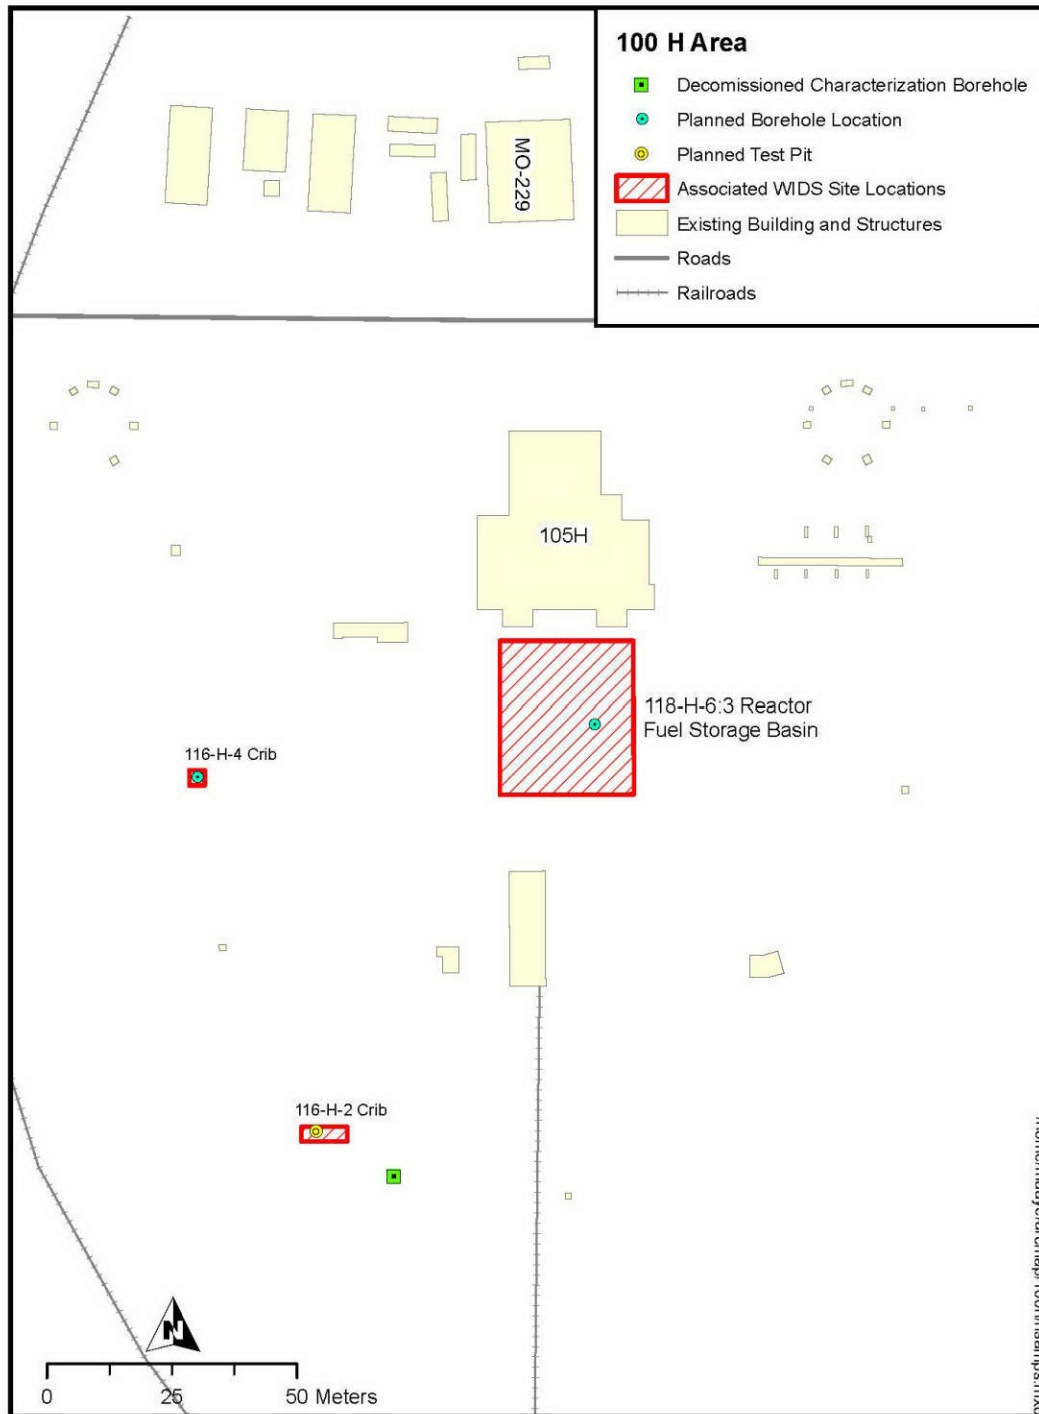 100 H Area
Decomissioned Characterization Borehole
Planned Borehole Location
Planned Test Pit
Associated WIDS Site Locations
Existing Building and Structures
Roads
Railroads
MO-229
105H
118-H-6:3 Reactor
Fuel Storage Basin
116-H-4 Crib
116-H-2 Crib
N
0 25 50 Meters